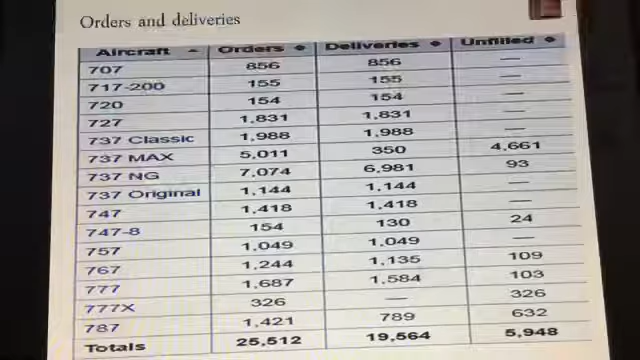 Orders and deliveries
Aircraft Orders Deliveries Unfilled
707 856 856 —
717-200 155 155 —
720 154 154 —
727 1,831 1,831 —
737 Classic 1,988 1,988 —
737 MAX 5,011 350 4,661
737 NG 7,074 6,981 93
737 Original 1,144 1,144 —
747 1,418 1,418 —
747-8 154 130 24
757 1,049 1,049 —
767 1,244 1,135 109
777 1,687 1,584 103
777X 326 — 326
787 1,421 789 632
Totals 25,512 19,564 5,948